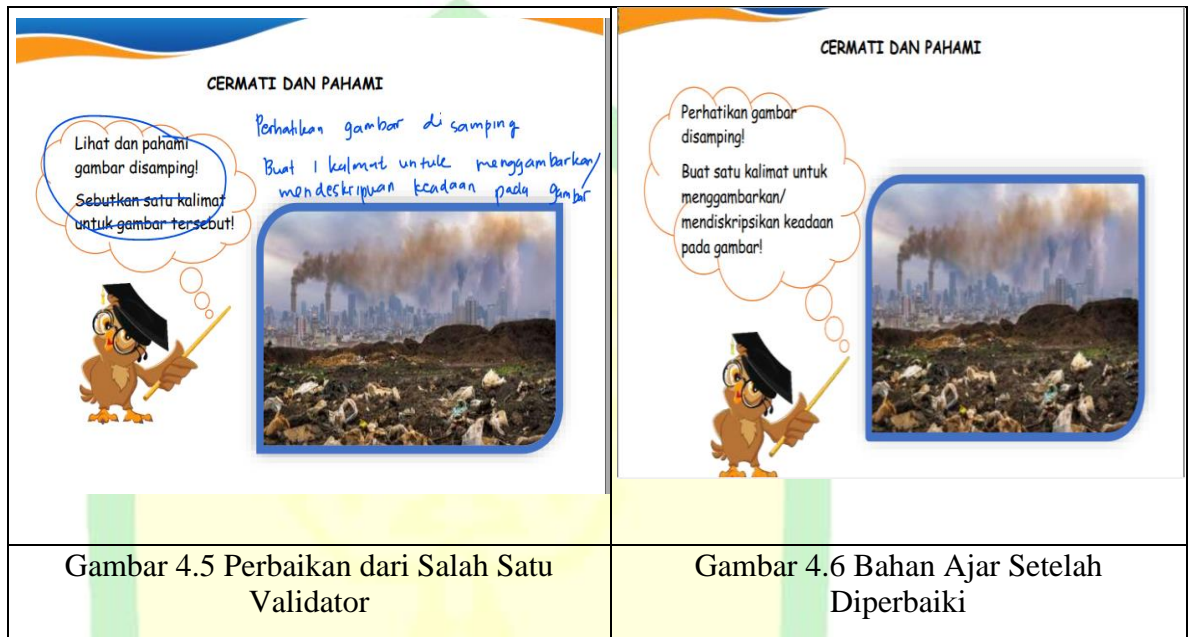 CERMATI DAN PAHAMI
Lihat dan pahami
gambar disamping!
Sebutkan satu kalimat
untuk gambar tersebut!
Perhatikan gambar di samping
Buat 1 kalimat untuk menggambarkan/
mendeskripsikan keadaan pada gambar
Gambar 4.5 Perbaikan dari Salah Satu
Validator
CERMATI DAN PAHAMI
Perhatikan gambar
disamping!
Buat satu kalimat untuk
menggambarkan/
mendiskripsikan keadaan
pada gambar!
Gambar 4.6 Bahan Ajar Setelah
Diperbaiki